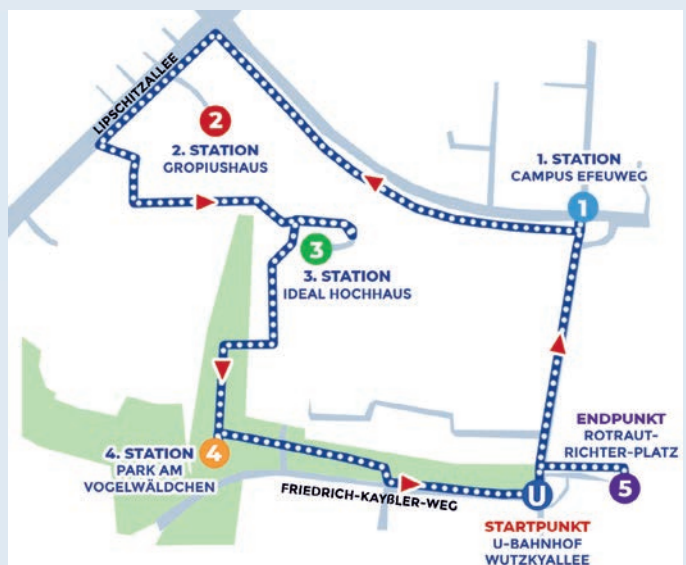 LIPSCHITZALLEE
2
2. STATION
GROPIUSHAUS
1. STATION
CAMPUS EFEUWEG
1
3
3. STATION
IDEAL HOCHHAUS
ENDPUNKT
ROTRAUT-
RICHTER-PLATZ
4. STATION
PARK AM
VOGELWÄLDCHEN
4
FRIEDRICH-KAYßLER-WEG
U
5
STARTPUNKT
U-BAHNHOF
WUTZKYALLEE